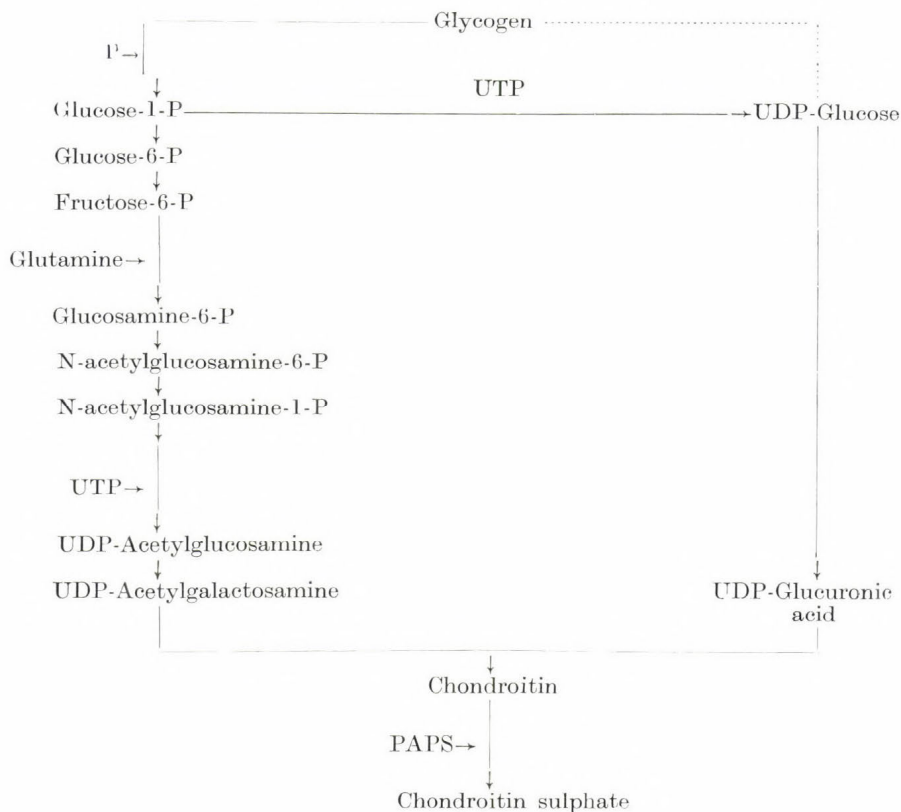 Glycogen
P→
UTP
Glucose-1-P → UDP-Glucose
Glucose-6-P
Fructose-6-P
Glutamine→
Glucosamine-6-P
N-acetylglucosamine-6-P
N-acetylglucosamine-1-P
UTP→
UDP-Acetylglucosamine
UDP-Acetylgalactosamine
UDP-Glucuronic
acid
Chondroitin
PAPS→
Chondroitin sulphate